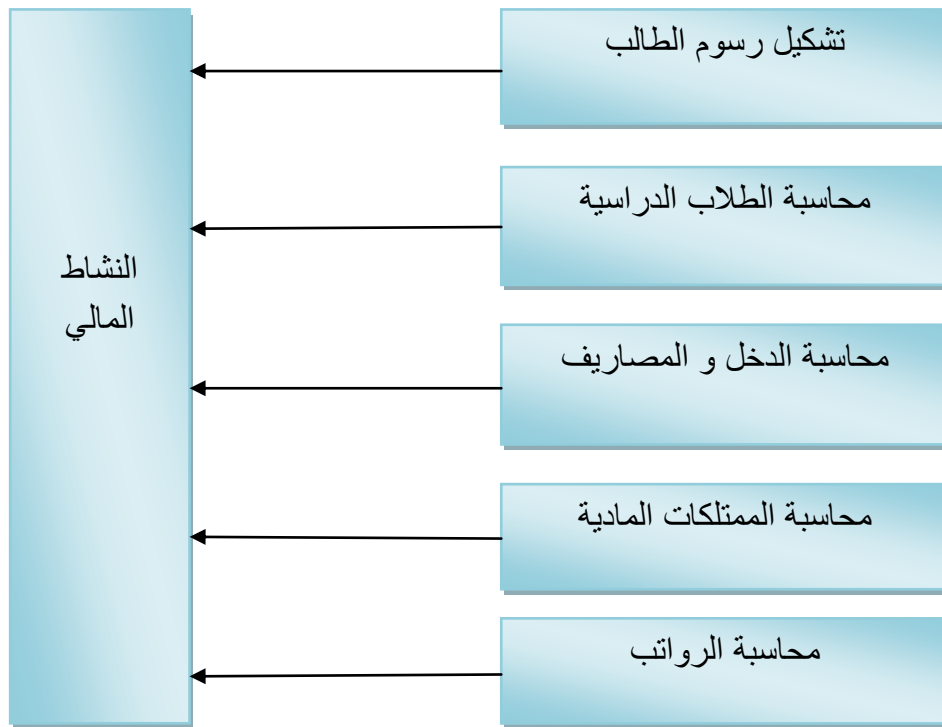 تشكيل رسوم الطالب
محاسبة الطلاب الدراسية
محاسبة الدخل و المصاريف
محاسبة الممتلكات المادية
محاسبة الرواتب
النشاط
المالي